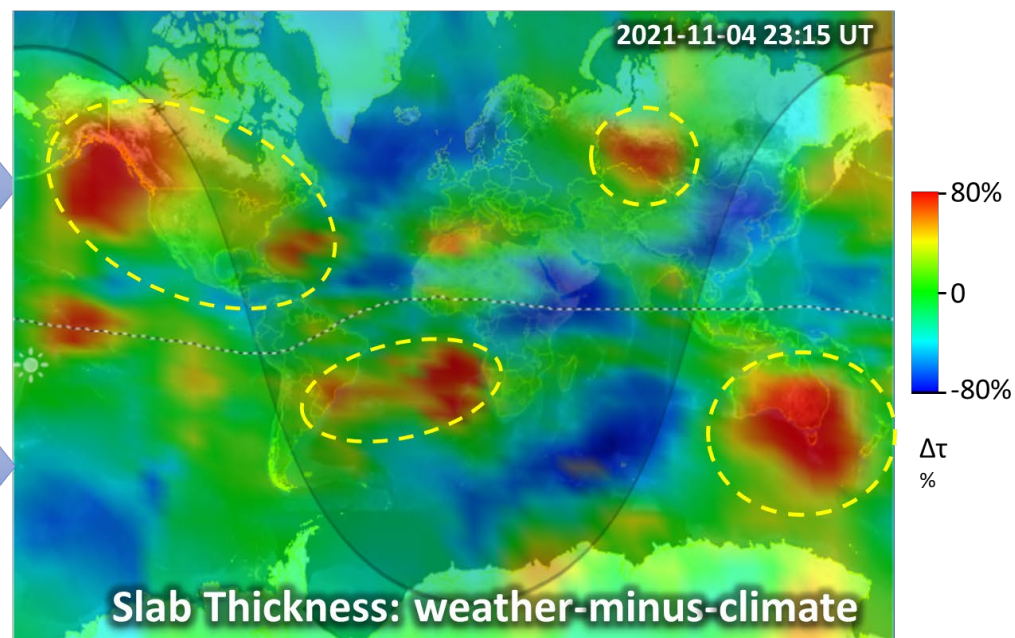 2021-11-04 23:15 UT
80%
0
-80%
Δτ
%
Slab Thickness: weather-minus-climate